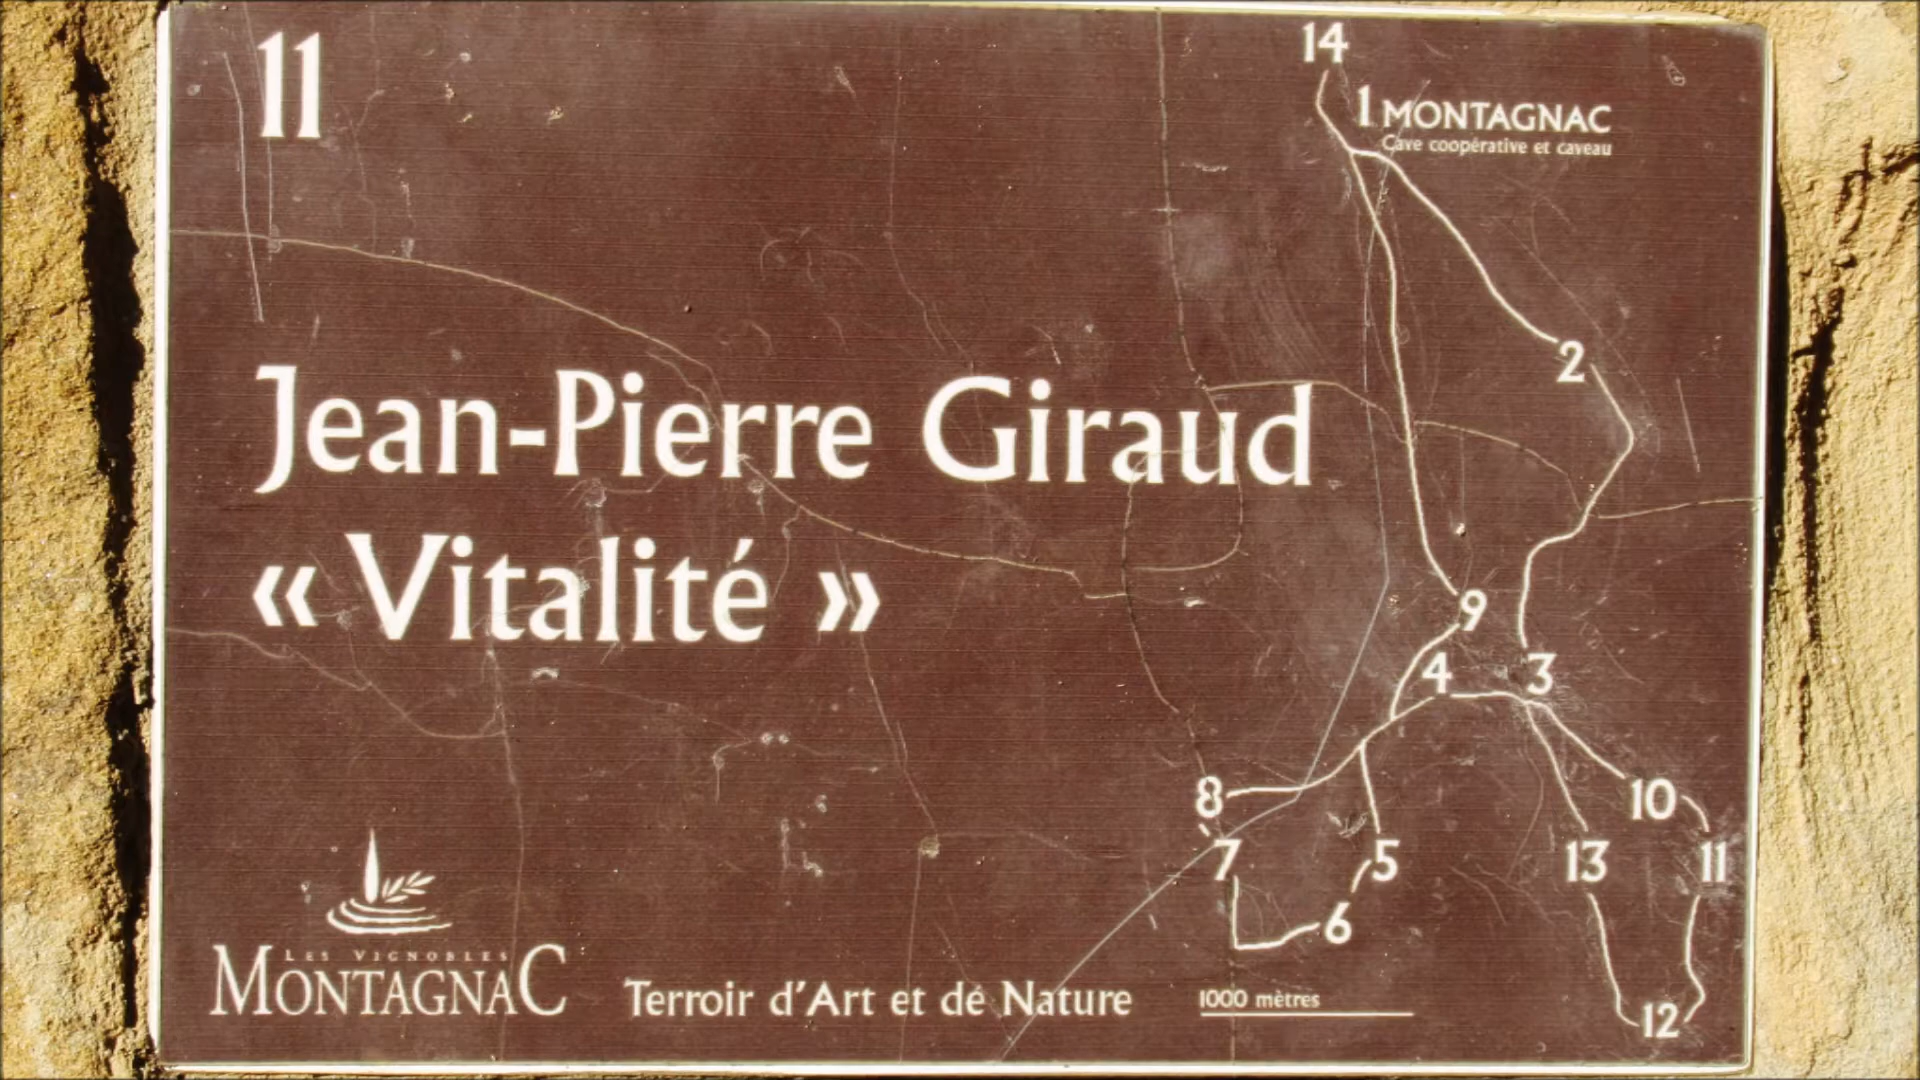 11
14
1 MONTAGNAC
Cave coopérative et caveau
2
Jean-Pierre Giraud
« Vitalité »
9
4 3
8
10
7 5 13 11
6
LES VIGNOBLES
MONTAGNAC
Terroir d'Art et de Nature
1000 mètres
12